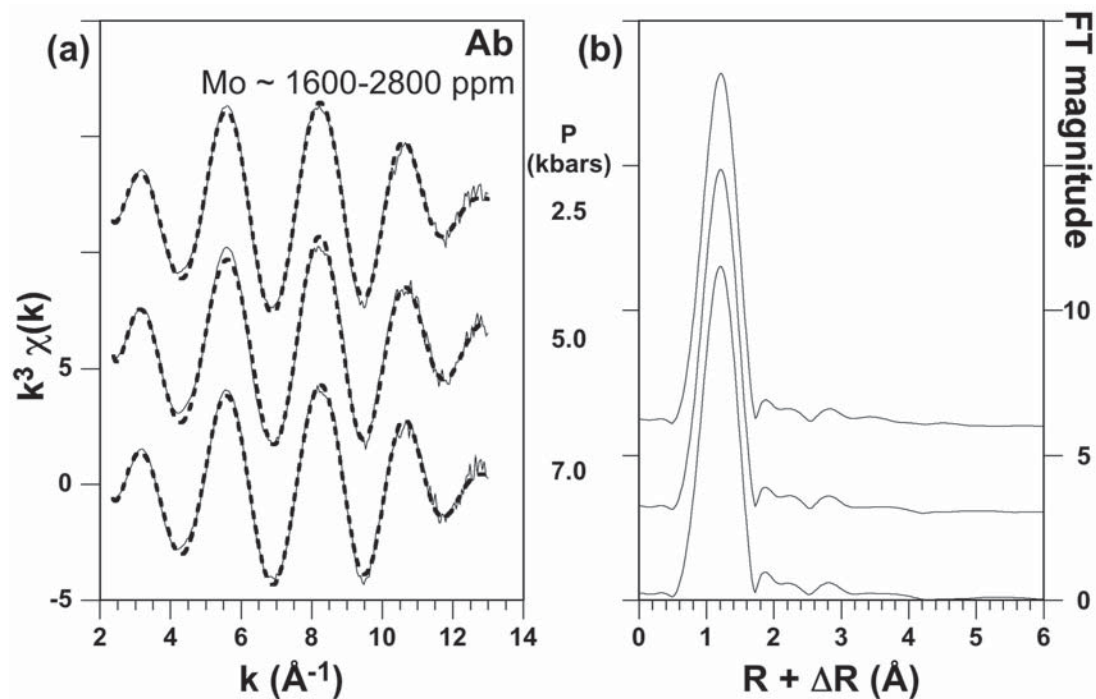 (a)
Ab
Mo ~ 1600-2800 ppm
k³ χ(k)
5
0
-5
2
4
6
8
10
12
14
k (Å⁻¹)
P
(kbars)
2.5
5.0
7.0
(b)
FT magnitude
10
5
0
0
1
2
3
4
5
6
R + ΔR (Å)